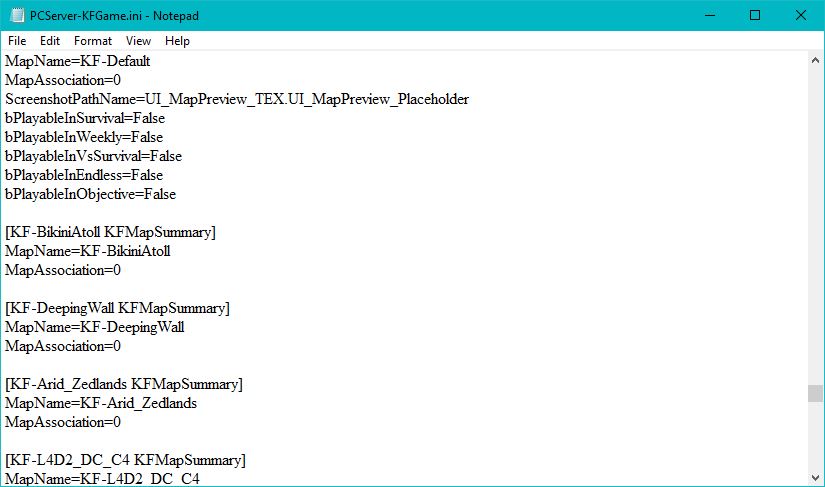 PCServer-KFGame.ini - Notepad
File Edit Format View Help
MapName=KF-Default
MapAssociation=0
ScreenshotPathName=UI_MapPreview_TEX.UI_MapPreview_Placeholder
bPlayableInSurvival=False
bPlayableInWeekly=False
bPlayableInVsSurvival=False
bPlayableInEndless=False
bPlayableInObjective=False
[KF-BikiniAtoll KFMapSummary]
MapName=KF-BikiniAtoll
MapAssociation=0
[KF-DeepingWall KFMapSummary]
MapName=KF-DeepingWall
MapAssociation=0
[KF-Arid_Zedlands KFMapSummary]
MapName=KF-Arid_Zedlands
MapAssociation=0
[KF-L4D2_DC_C4 KFMapSummary]
MapName=KF-L4D2_DC_C4